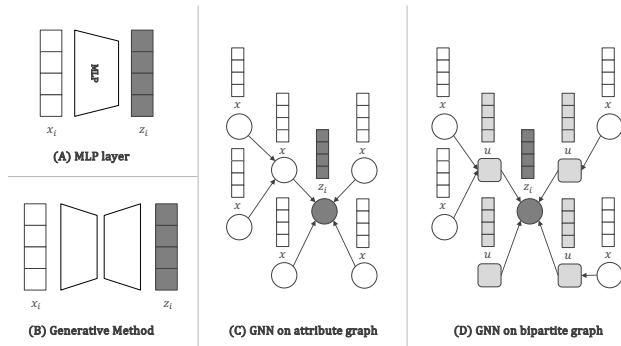 MLP
x_i
z_i
(A) MLP layer
x_i
z_i
(B) Generative Method
x
x
x
x
x
z_i
x
x
(C) GNN on attribute graph
x
x
u
u
x
z_i
u
u
x
(D) GNN on bipartite graph